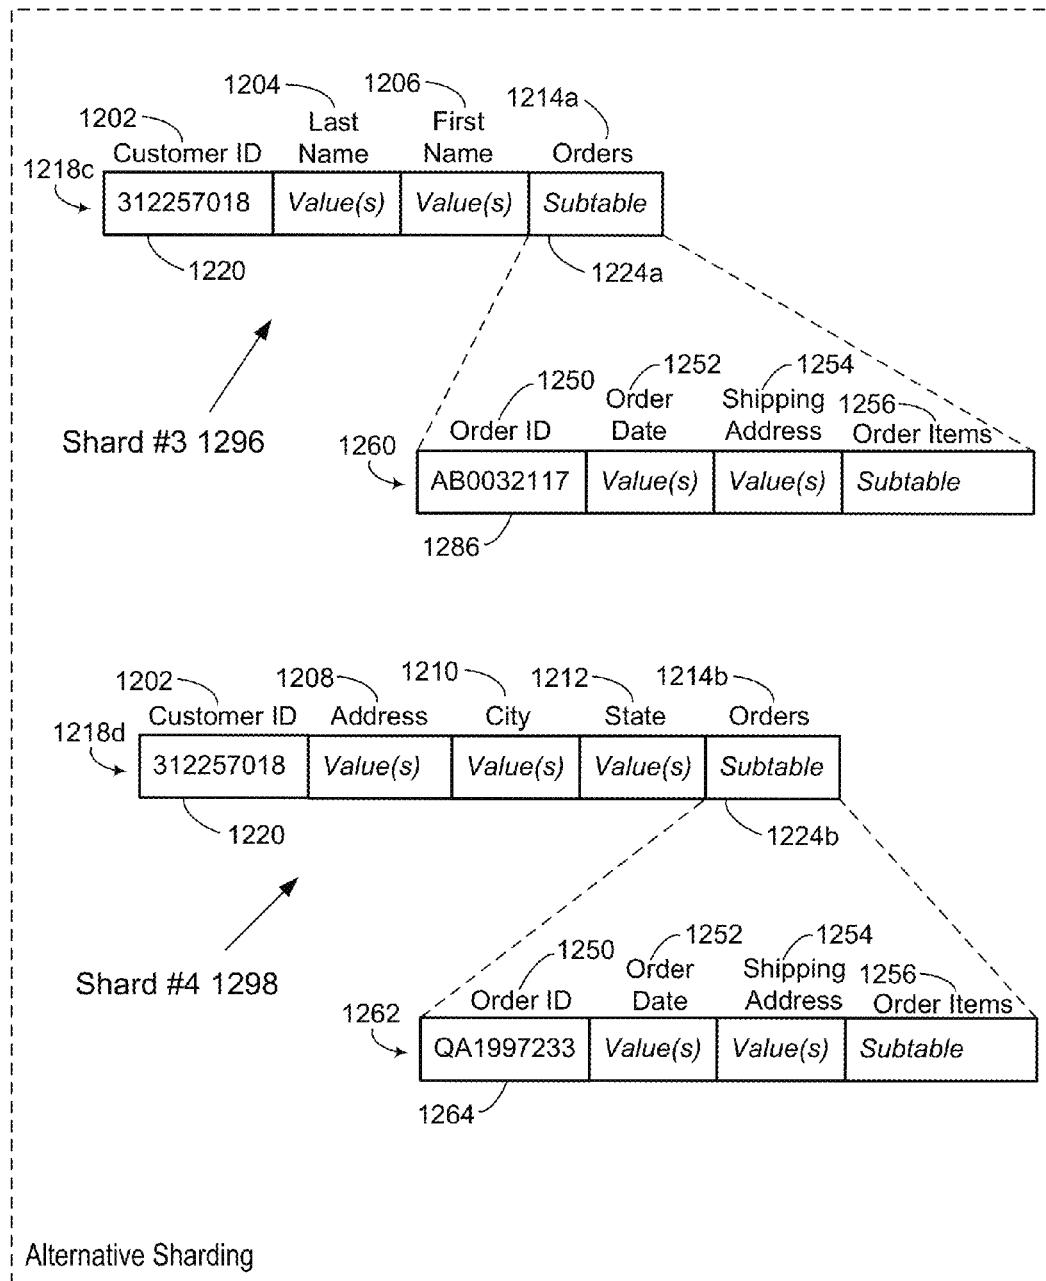 1204 1206 1214a
1202 Last First
Customer ID Name Name Orders
1218c
312257018 Value(s) Value(s) Subtable
1220 1224a
1250 1252 1254
Order Shipping 1256
Order ID Date Address Order Items
Shard #3 1296
1260
AB0032117 Value(s) Value(s) Subtable
1286
1202 1208 1210 1212 1214b
Customer ID Address City State Orders
1218d
312257018 Value(s) Value(s) Value(s) Subtable
1220 1224b
1250 1252 1254
Order Shipping 1256
Order ID Date Address Order Items
Shard #4 1298
1262
QA1997233 Value(s) Value(s) Subtable
1264
Alternative Sharding